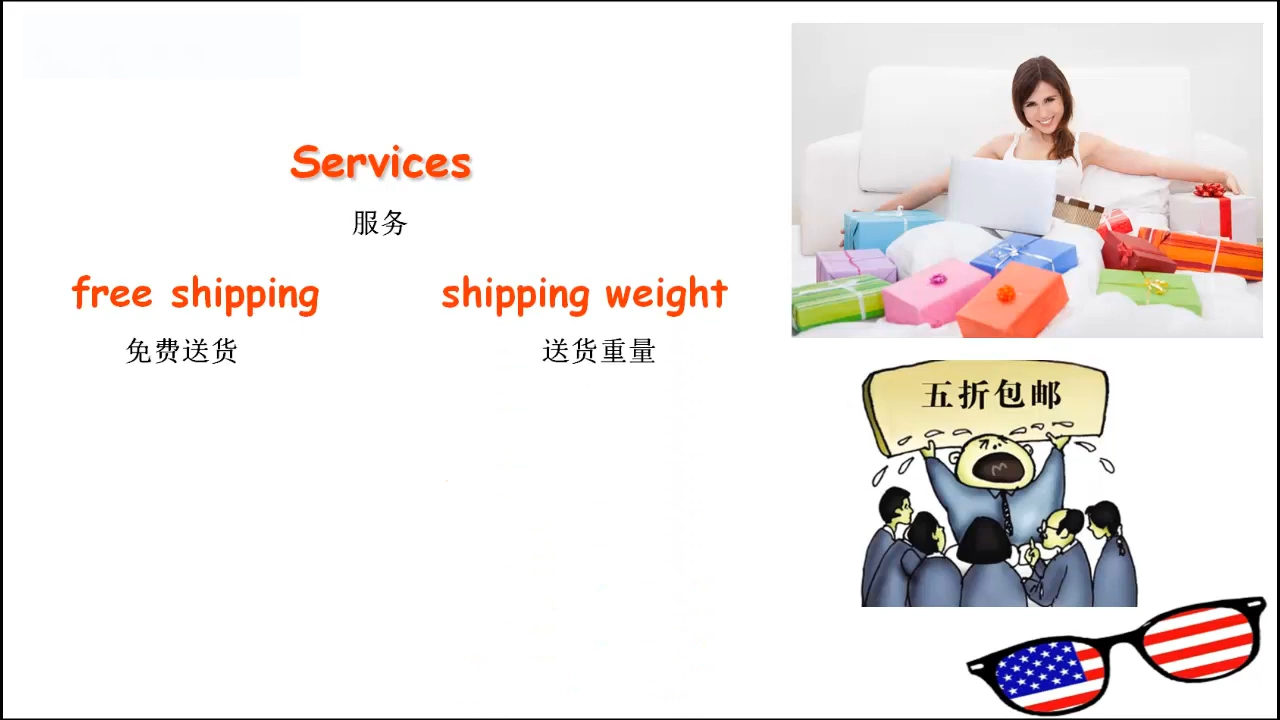 Services
服务
free shipping
shipping weight
免费送货
送货重量
五折包邮